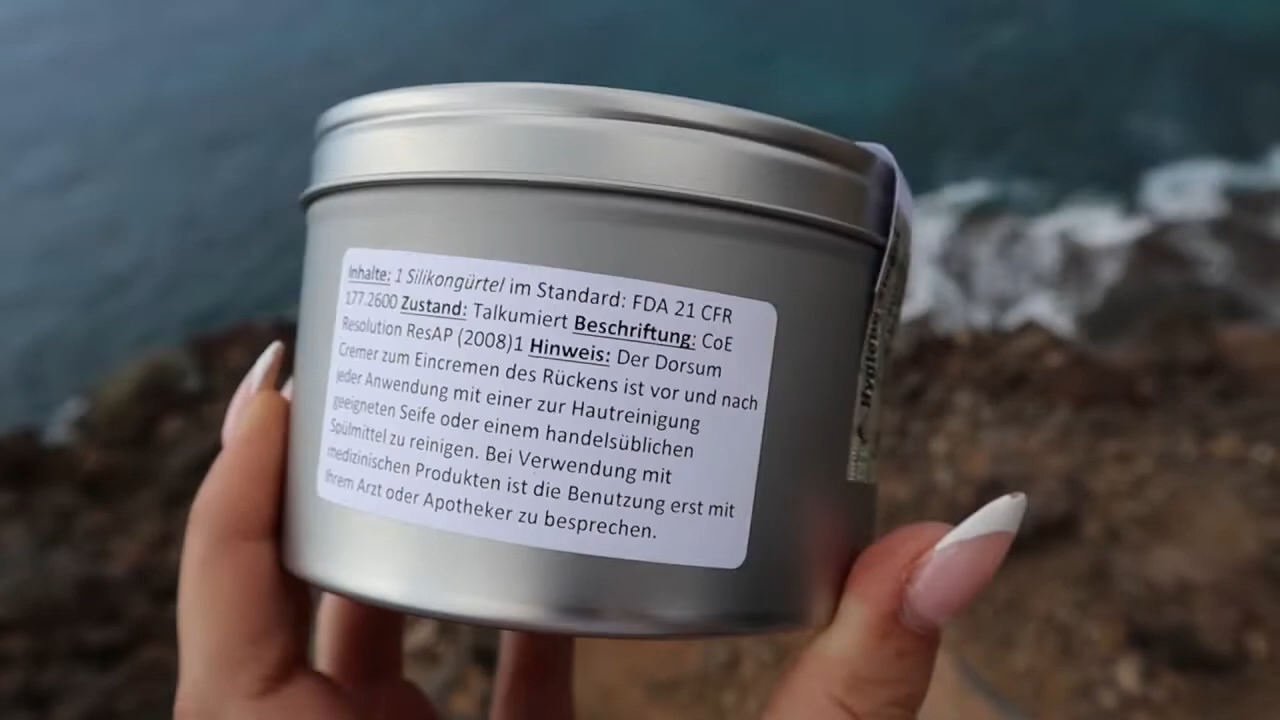 Inhalte: 1 Silikongürtel im Standard: FDA 21 CFR
177.2600 Zustand: Talkumiert Beschriftung: CoE
Resolution ResAP (2008)1 Hinweis: Der Dorsum
Cremer zum Eincremen des Rückens ist vor und nach
jeder Anwendung mit einer zur Hautreinigung
geeigneten Seife oder einem handelsüblichen
Spülmittel zu reinigen. Bei Verwendung mit
medizinischen Produkten ist die Benutzung erst mit
Ihrem Arzt oder Apotheker zu besprechen.